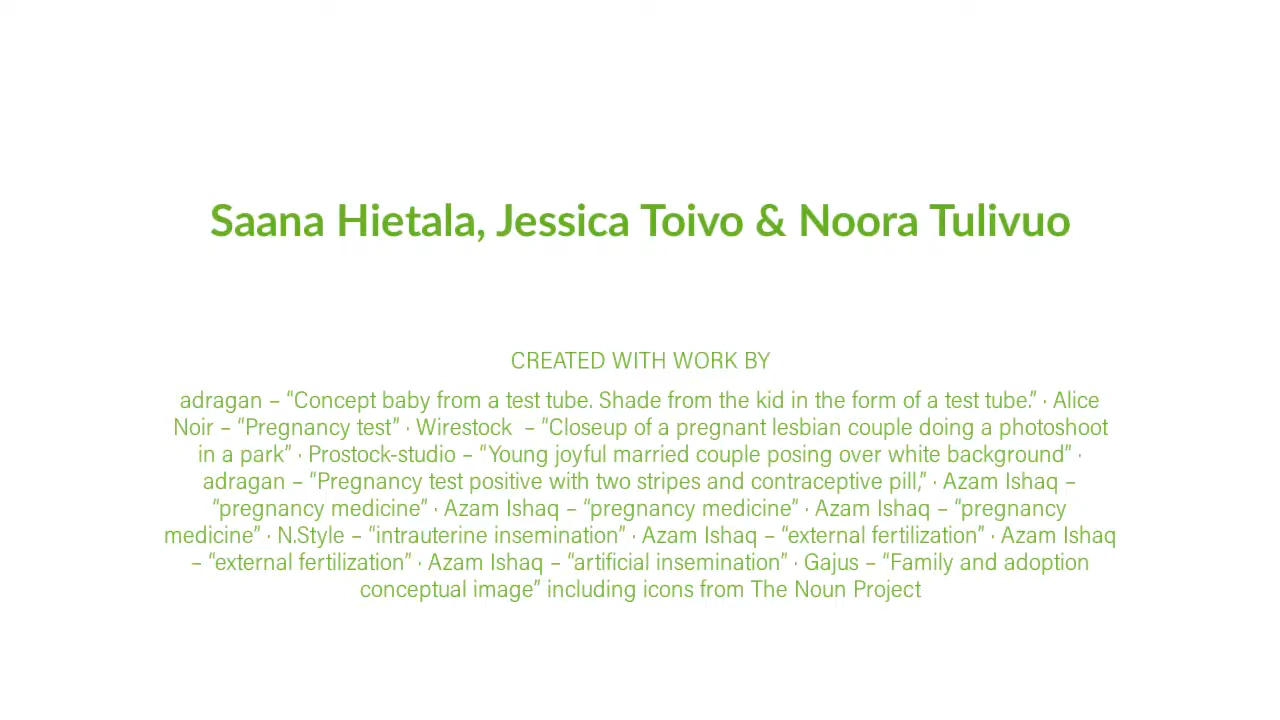 Saana Hietala, Jessica Toivo & Noora Tulivuo
CREATED WITH WORK BY
adragan – “Concept baby from a test tube. Shade from the kid in the form of a test tube.” · Alice
Noir – “Pregnancy test” · Wirestock  – “Closeup of a pregnant lesbian couple doing a photoshoot
in a park” · Prostock-studio – “Young joyful married couple posing over white background” ·
adragan – “Pregnancy test positive with two stripes and contraceptive pill,” · Azam Ishaq –
“pregnancy medicine” · Azam Ishaq – “pregnancy medicine” · Azam Ishaq – “pregnancy
medicine” · N.Style – “intrauterine insemination” · Azam Ishaq – “external fertilization” · Azam Ishaq
– “external fertilization” · Azam Ishaq – “artificial insemination” · Gajus – “Family and adoption
conceptual image” including icons from The Noun Project